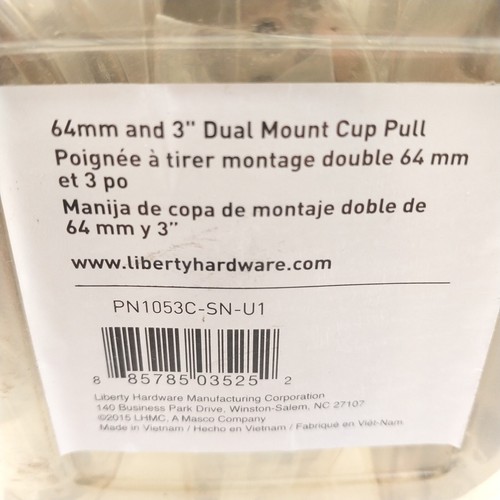 64mm and 3" Dual Mount Cup Pull
Poignée à tirer montage double 64 mm
et 3 po
Manija de copa de montaje doble de
64 mm y 3"
www.libertyhardware.com
PN1053C-SN-U1
8 85785 03525 2
Liberty Hardware Manufacturing Corporation
140 Business Park Drive, Winston-Salem, NC 27107
©2015 LHMC, A Masco Company
Made in Vietnam / Hecho en Vietnam / Fabriqué en Viêt-Nam